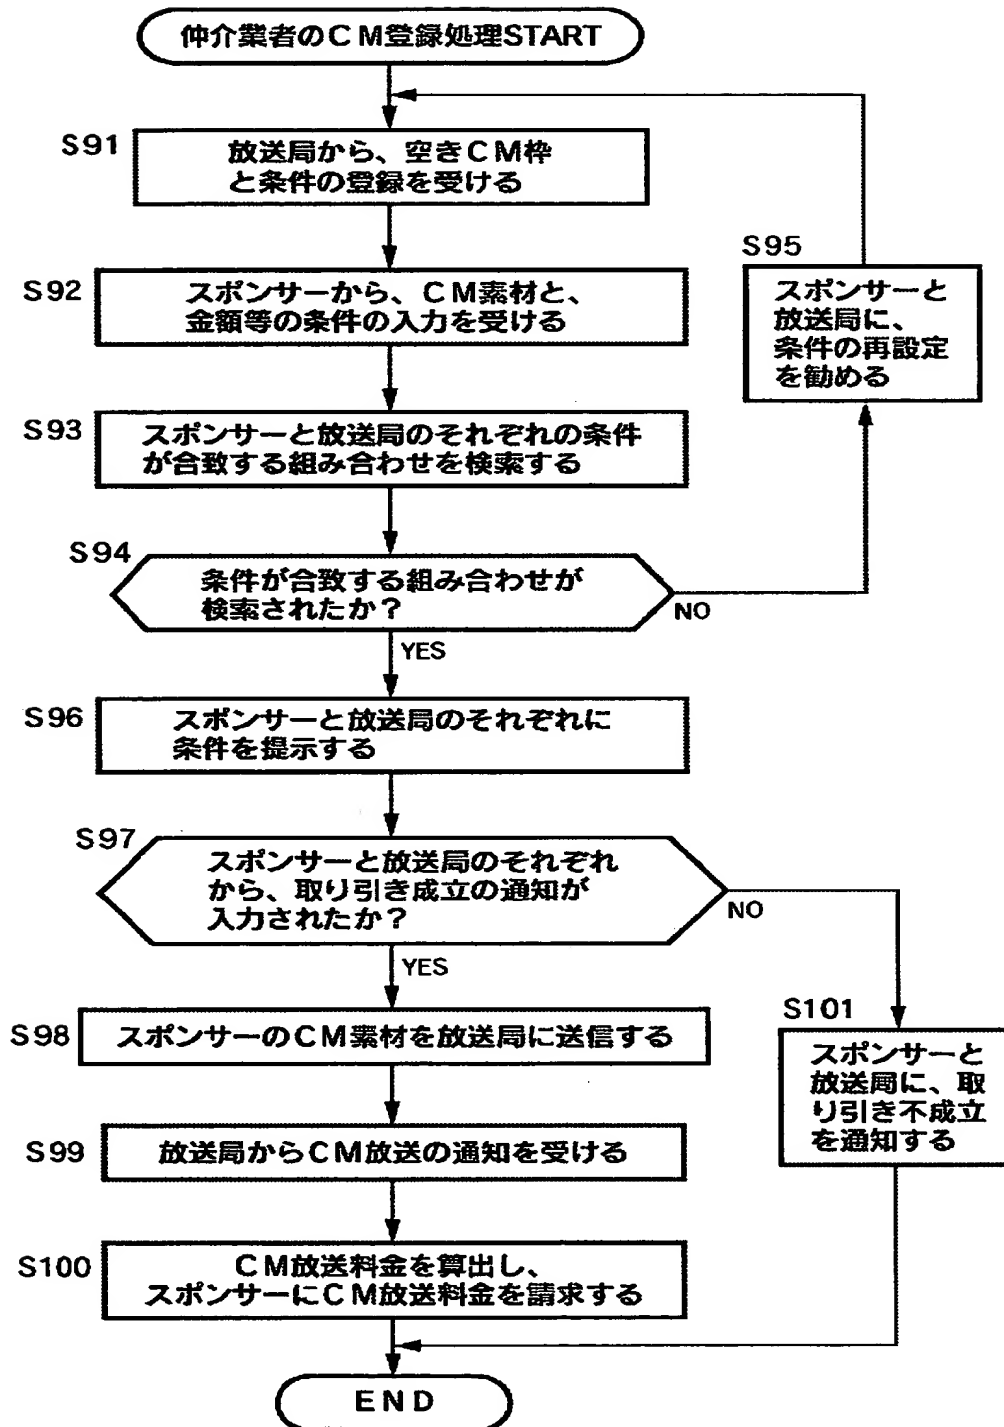 仲介業者のCM登録処理START
S91
放送局から、空きCM枠
と条件の登録を受ける
S92
スポンサーから、CM素材と、
金額等の条件の入力を受ける
S93
スポンサーと放送局のそれぞれの条件
が合致する組み合わせを検索する
S94
条件が合致する組み合わせが
検索されたか？
NO
YES
S95
スポンサーと
放送局に、
条件の再設定
を勧める
S96
スポンサーと放送局のそれぞれに
条件を提示する
S97
スポンサーと放送局のそれぞれ
から、取り引き成立の通知が
入力されたか？
NO
YES
S98
スポンサーのCM素材を放送局に送信する
S99
放送局からCM放送の通知を受ける
S100
CM放送料金を算出し、
スポンサーにCM放送料金を請求する
S101
スポンサーと
放送局に、取
り引き不成立
を通知する
END